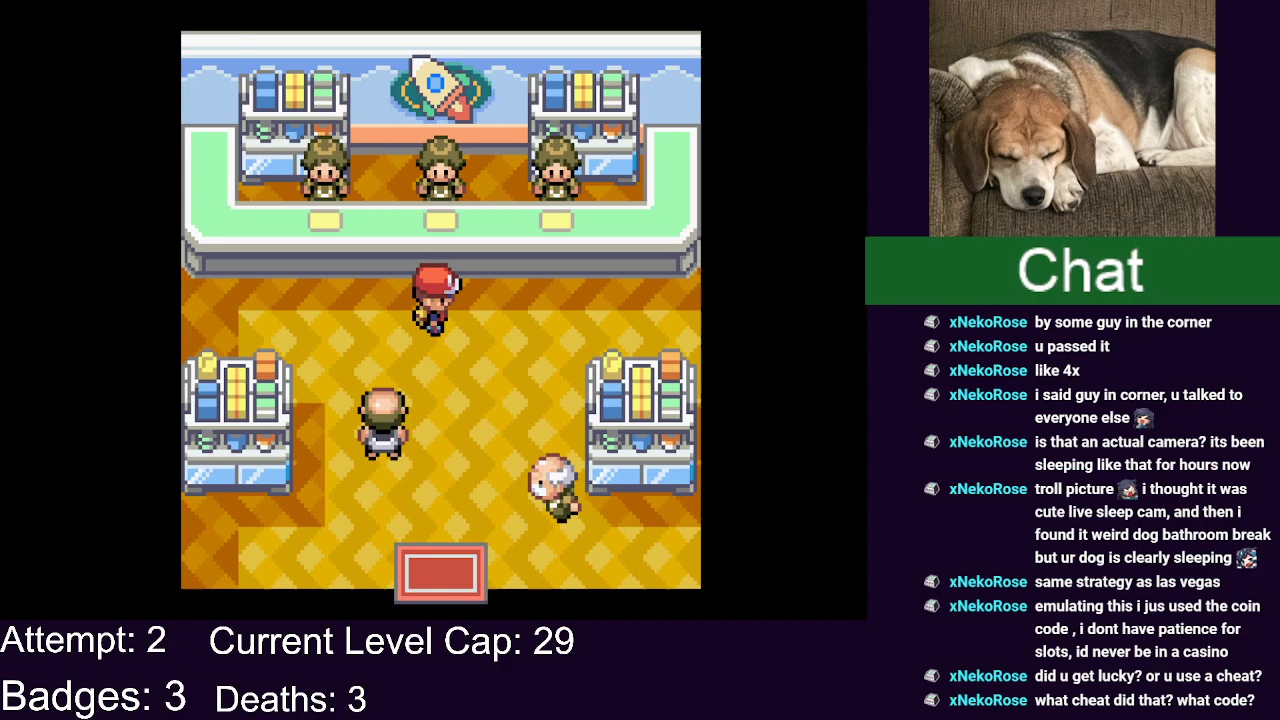 Chat
xNekoRose by some guy in the corner
xNekoRose u passed it
xNekoRose like 4x
xNekoRose i said guy in corner, u talked to
everyone else
xNekoRose is that an actual camera? its been
sleeping like that for hours now
xNekoRose troll picture i thought it was
cute live sleep cam, and then i
found it weird dog bathroom break
but ur dog is clearly sleeping
xNekoRose same strategy as las vegas
xNekoRose emulating this i jus used the coin
code , i dont have patience for
slots, id never be in a casino
xNekoRose did u get lucky? or u use a cheat?
xNekoRose what cheat did that? what code?
Attempt: 2 Current Level Cap: 29
Badges: 3 Deaths: 3